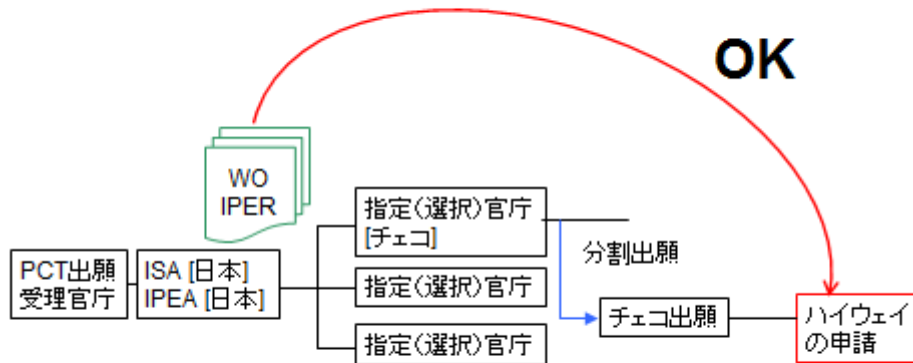 OK
WO
IPER
指定(選択)官庁
[チェコ]
分割出願
PCT出願
受理官庁
ISA [日本]
IPEA [日本]
指定(選択)官庁
チェコ出願
ハイウェイ
の申請
指定(選択)官庁